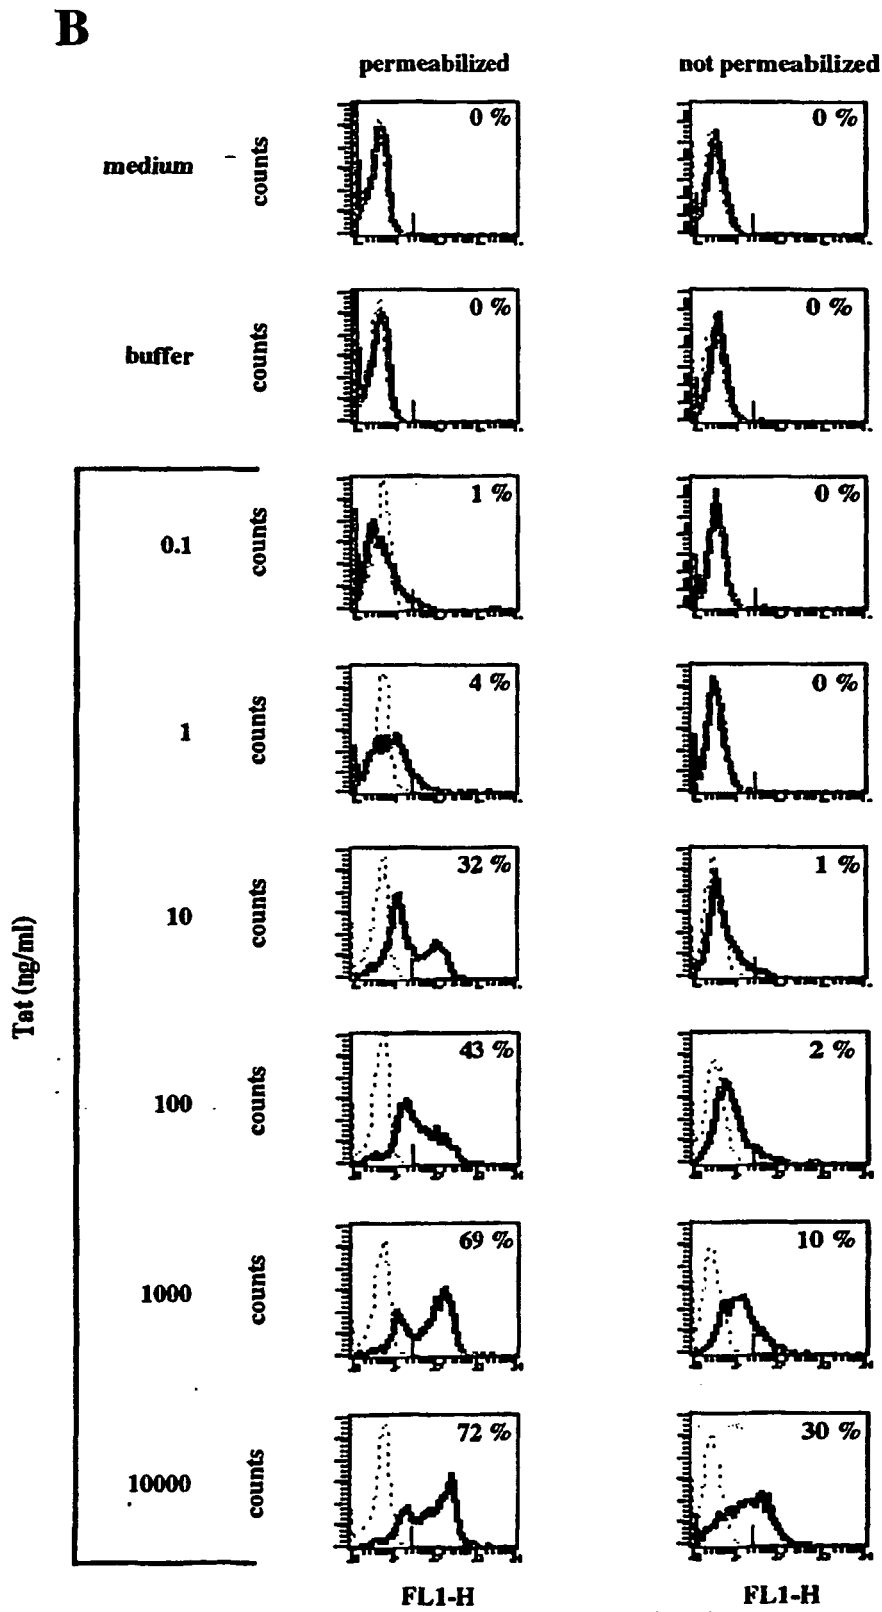 B
permeabilized not permeabilized
medium counts 0 % 0 %
buffer counts 0 % 0 %
0.1 counts 1 % 0 %
1 counts 4 % 0 %
10 counts 32 % 1 %
100 counts 43 % 2 %
1000 counts 69 % 10 %
10000 counts 72 % 30 %
Tat (ng/ml)
FL1-H FL1-H